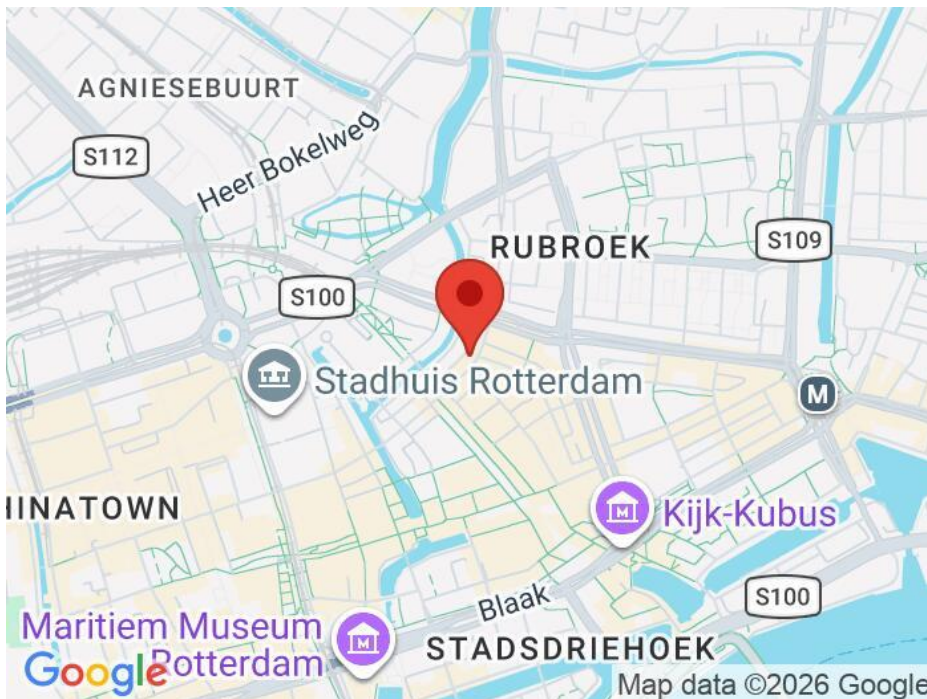 AGNIESEBUURT
S112
Heer Bokelweg
RUBROEK
S109
S100
Stadhuis Rotterdam
M
HINATOWN
Kijk-Kubus
Blaak
S100
Maritiem Museum
Rotterdam
STADSDRIEHOEK
Google
Map data ©2026 Google